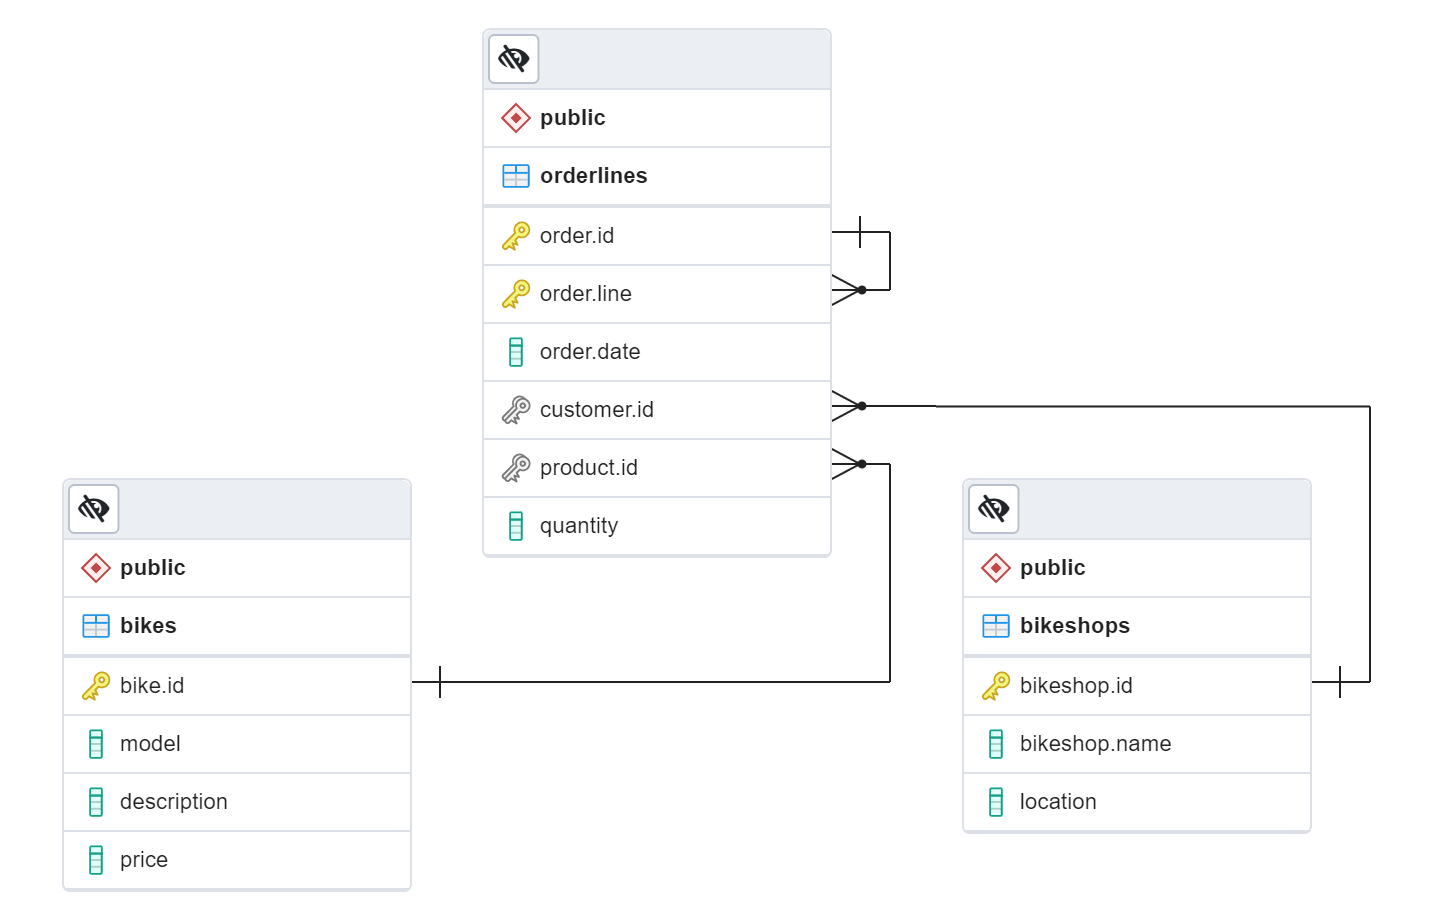 public
orderlines
order.id
order.line
order.date
customer.id
product.id
quantity
public
bikes
bike.id
model
description
price
public
bikeshops
bikeshop.id
bikeshop.name
location